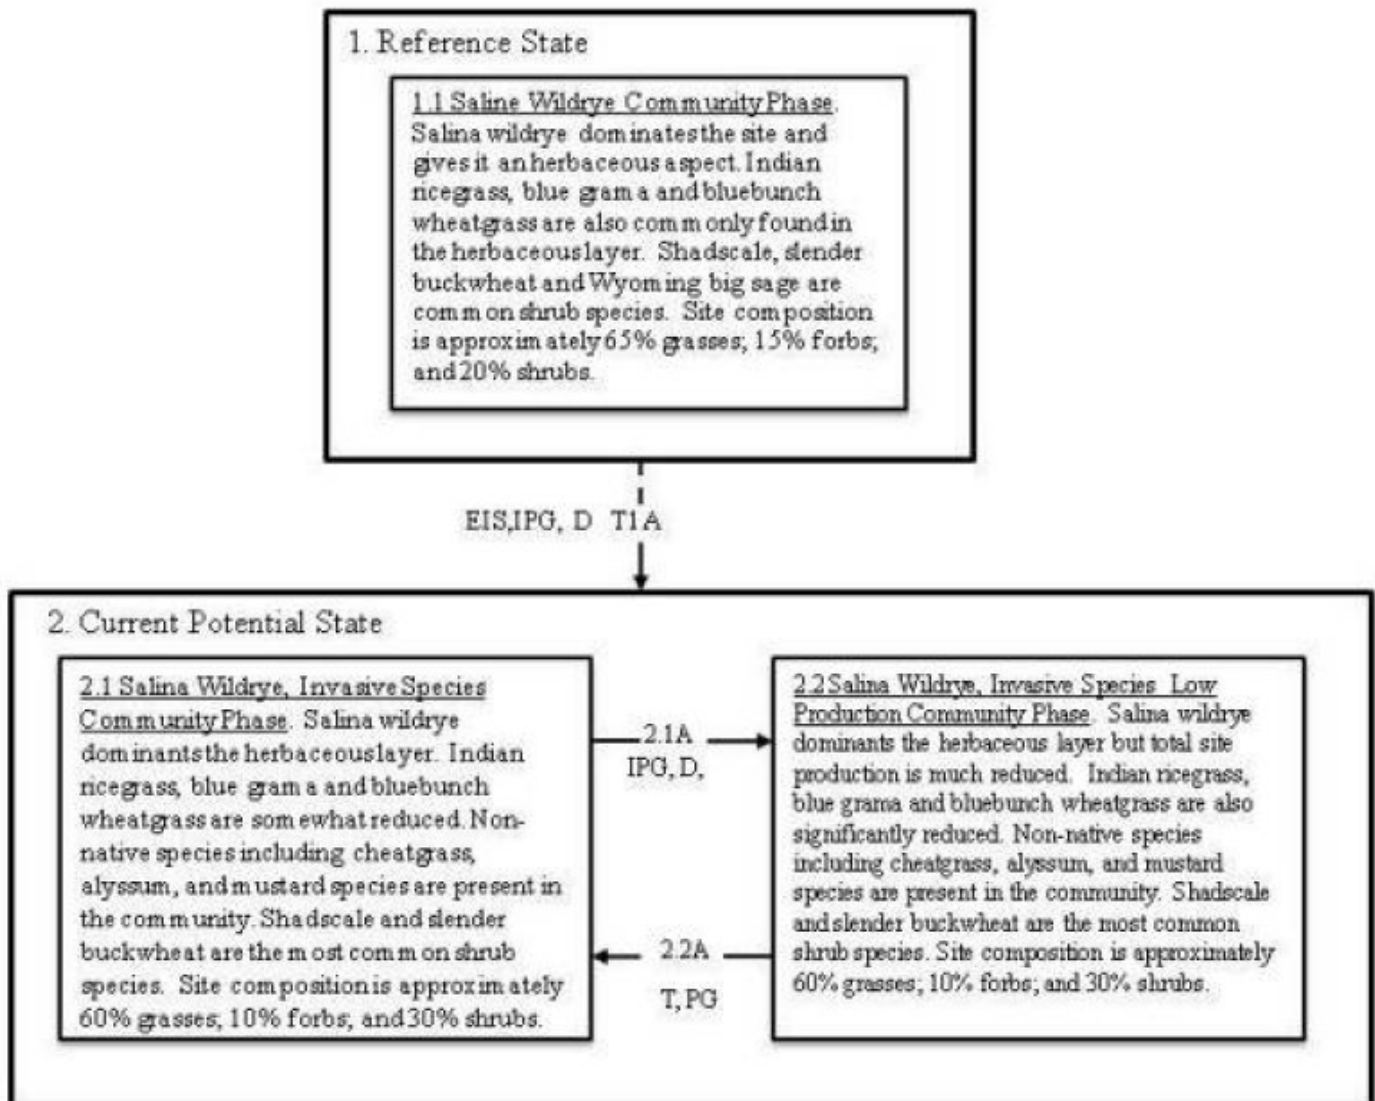 1. Reference State
1.1 Saline Wildrye Community Phase.
Salina wildrye dominates the site and
gives it an herbaceous aspect. Indian
ricegrass, blue grama and bluebunch
wheatgrass are also commonly found in
the herbaceous layer. Shadscale, slender
buckwheat and Wyoming big sage are
common shrub species. Site composition
is approximately 65% grasses; 15% forbs;
and 20% shrubs.
EIS,IPG, D T1A
2. Current Potential State
2.1 Salina Wildrye, Invasive Species
Community Phase. Salina wildrye
dominants the herbaceous layer. Indian
ricegrass, blue grama and bluebunch
wheatgrass are somewhat reduced. Non-
native species including cheatgrass,
alyssum, and mustard species are present in
the community. Shadscale and slender
buckwheat are the most common shrub
species. Site composition is approximately
60% grasses; 10% forbs; and 30% shrubs.
2.1A
IPG, D,
2.2A
T, PG
2.2 Salina Wildrye, Invasive Species Low
Production Community Phase. Salina wildrye
dominants the herbaceous layer but total site
production is much reduced. Indian ricegrass,
blue grama and bluebunch wheatgrass are also
significantly reduced. Non-native species
including cheatgrass, alyssum, and mustard
species are present in the community. Shadscale
and slender buckwheat are the most common
shrub species. Site composition is approximately
60% grasses; 10% forbs; and 30% shrubs.